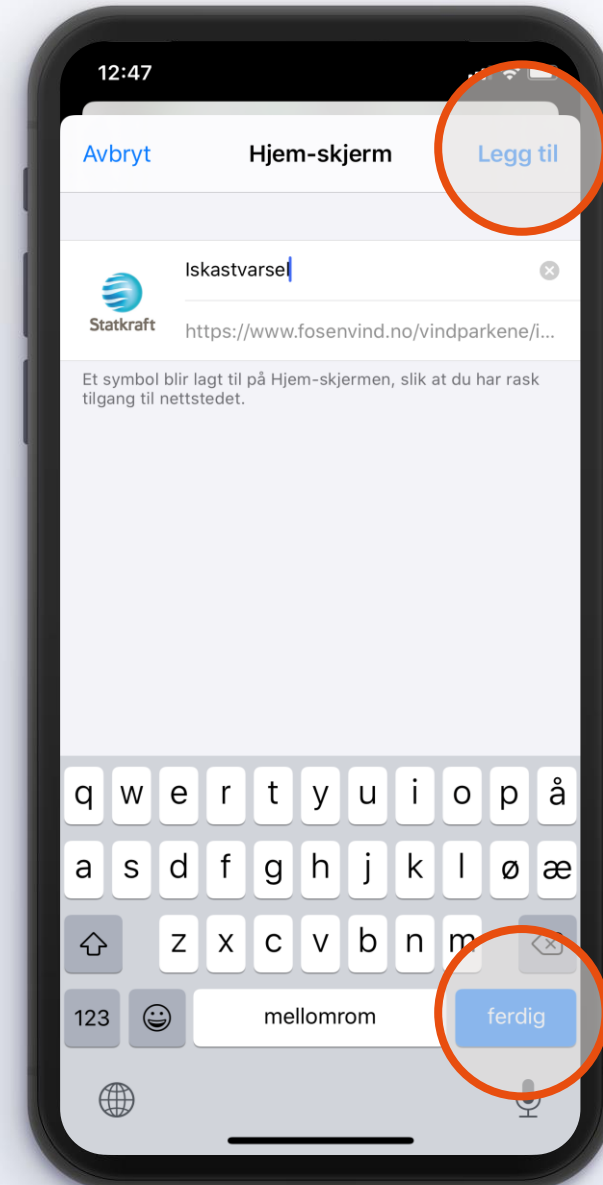 12:47
Avbryt Hjem-skjerm Legg til
Iskastvarsel
Statkraft
https://www.fosenvind.no/vindparkene/i...
Et symbol blir lagt til på Hjem-skjermen, slik at du har rask
tilgang til nettstedet.
q w e r t y u i o p å
a s d f g h j k l ø æ
z x c v b n m
123 mellomrom ferdig